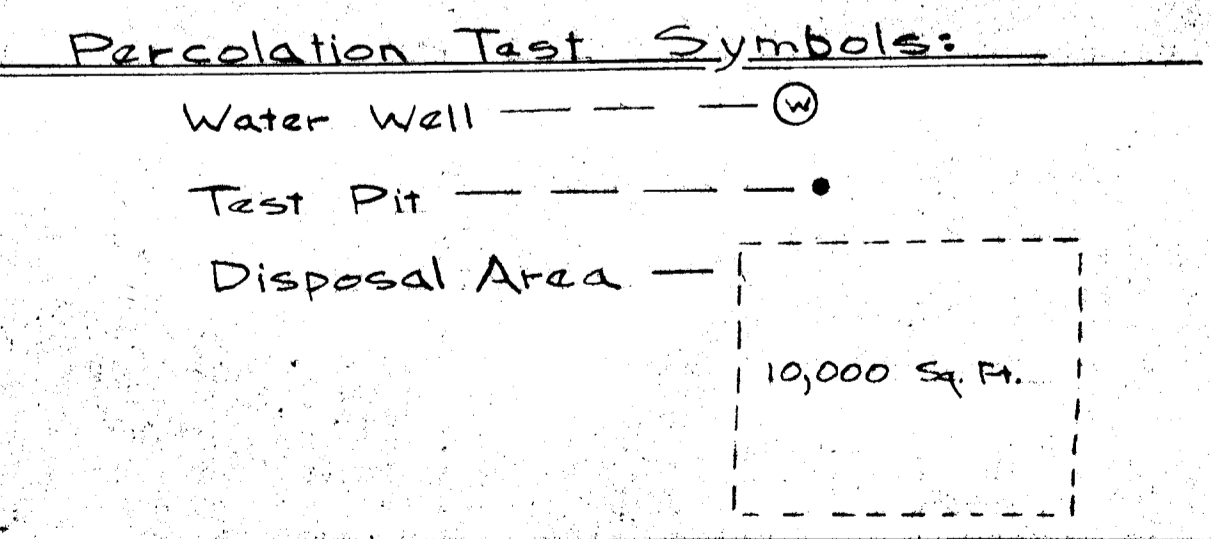 Percolation Test Symbols:
Water Well — — — W
Test Pit — — — —
Disposal Area —
10,000 Sq. Ft.